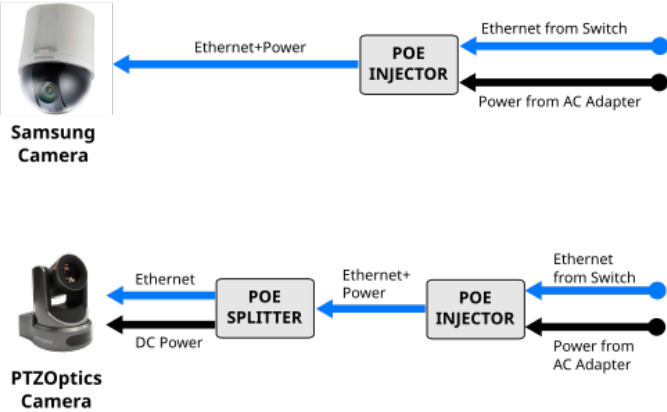 Ethernet from Switch
Ethernet+Power
POE
INJECTOR
Power from AC Adapter
Samsung
Camera
Ethernet
from Switch
Ethernet
Ethernet+
Power
POE
SPLITTER
POE
INJECTOR
DC Power
Power from
AC Adapter
PTZOptics
Camera